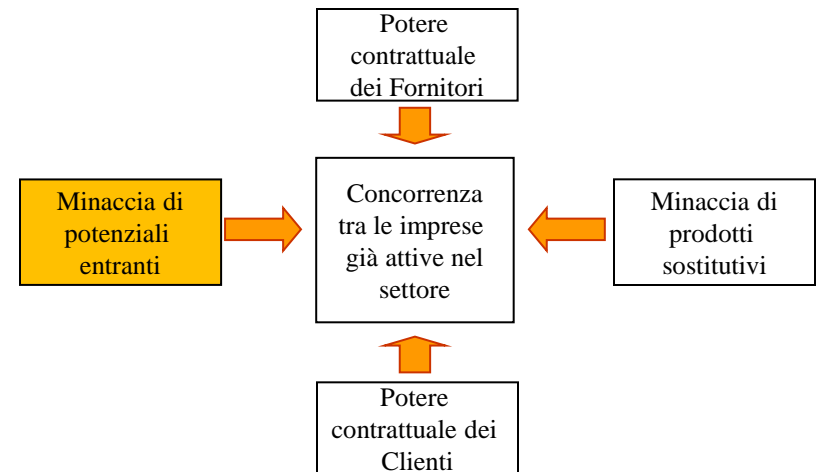 Potere
contrattuale
dei Fornitori
Minaccia di
potenziali
entranti
Concorrenza
tra le imprese
già attive nel
settore
Minaccia di
prodotti
sostitutivi
Potere
contrattuale dei
Clienti